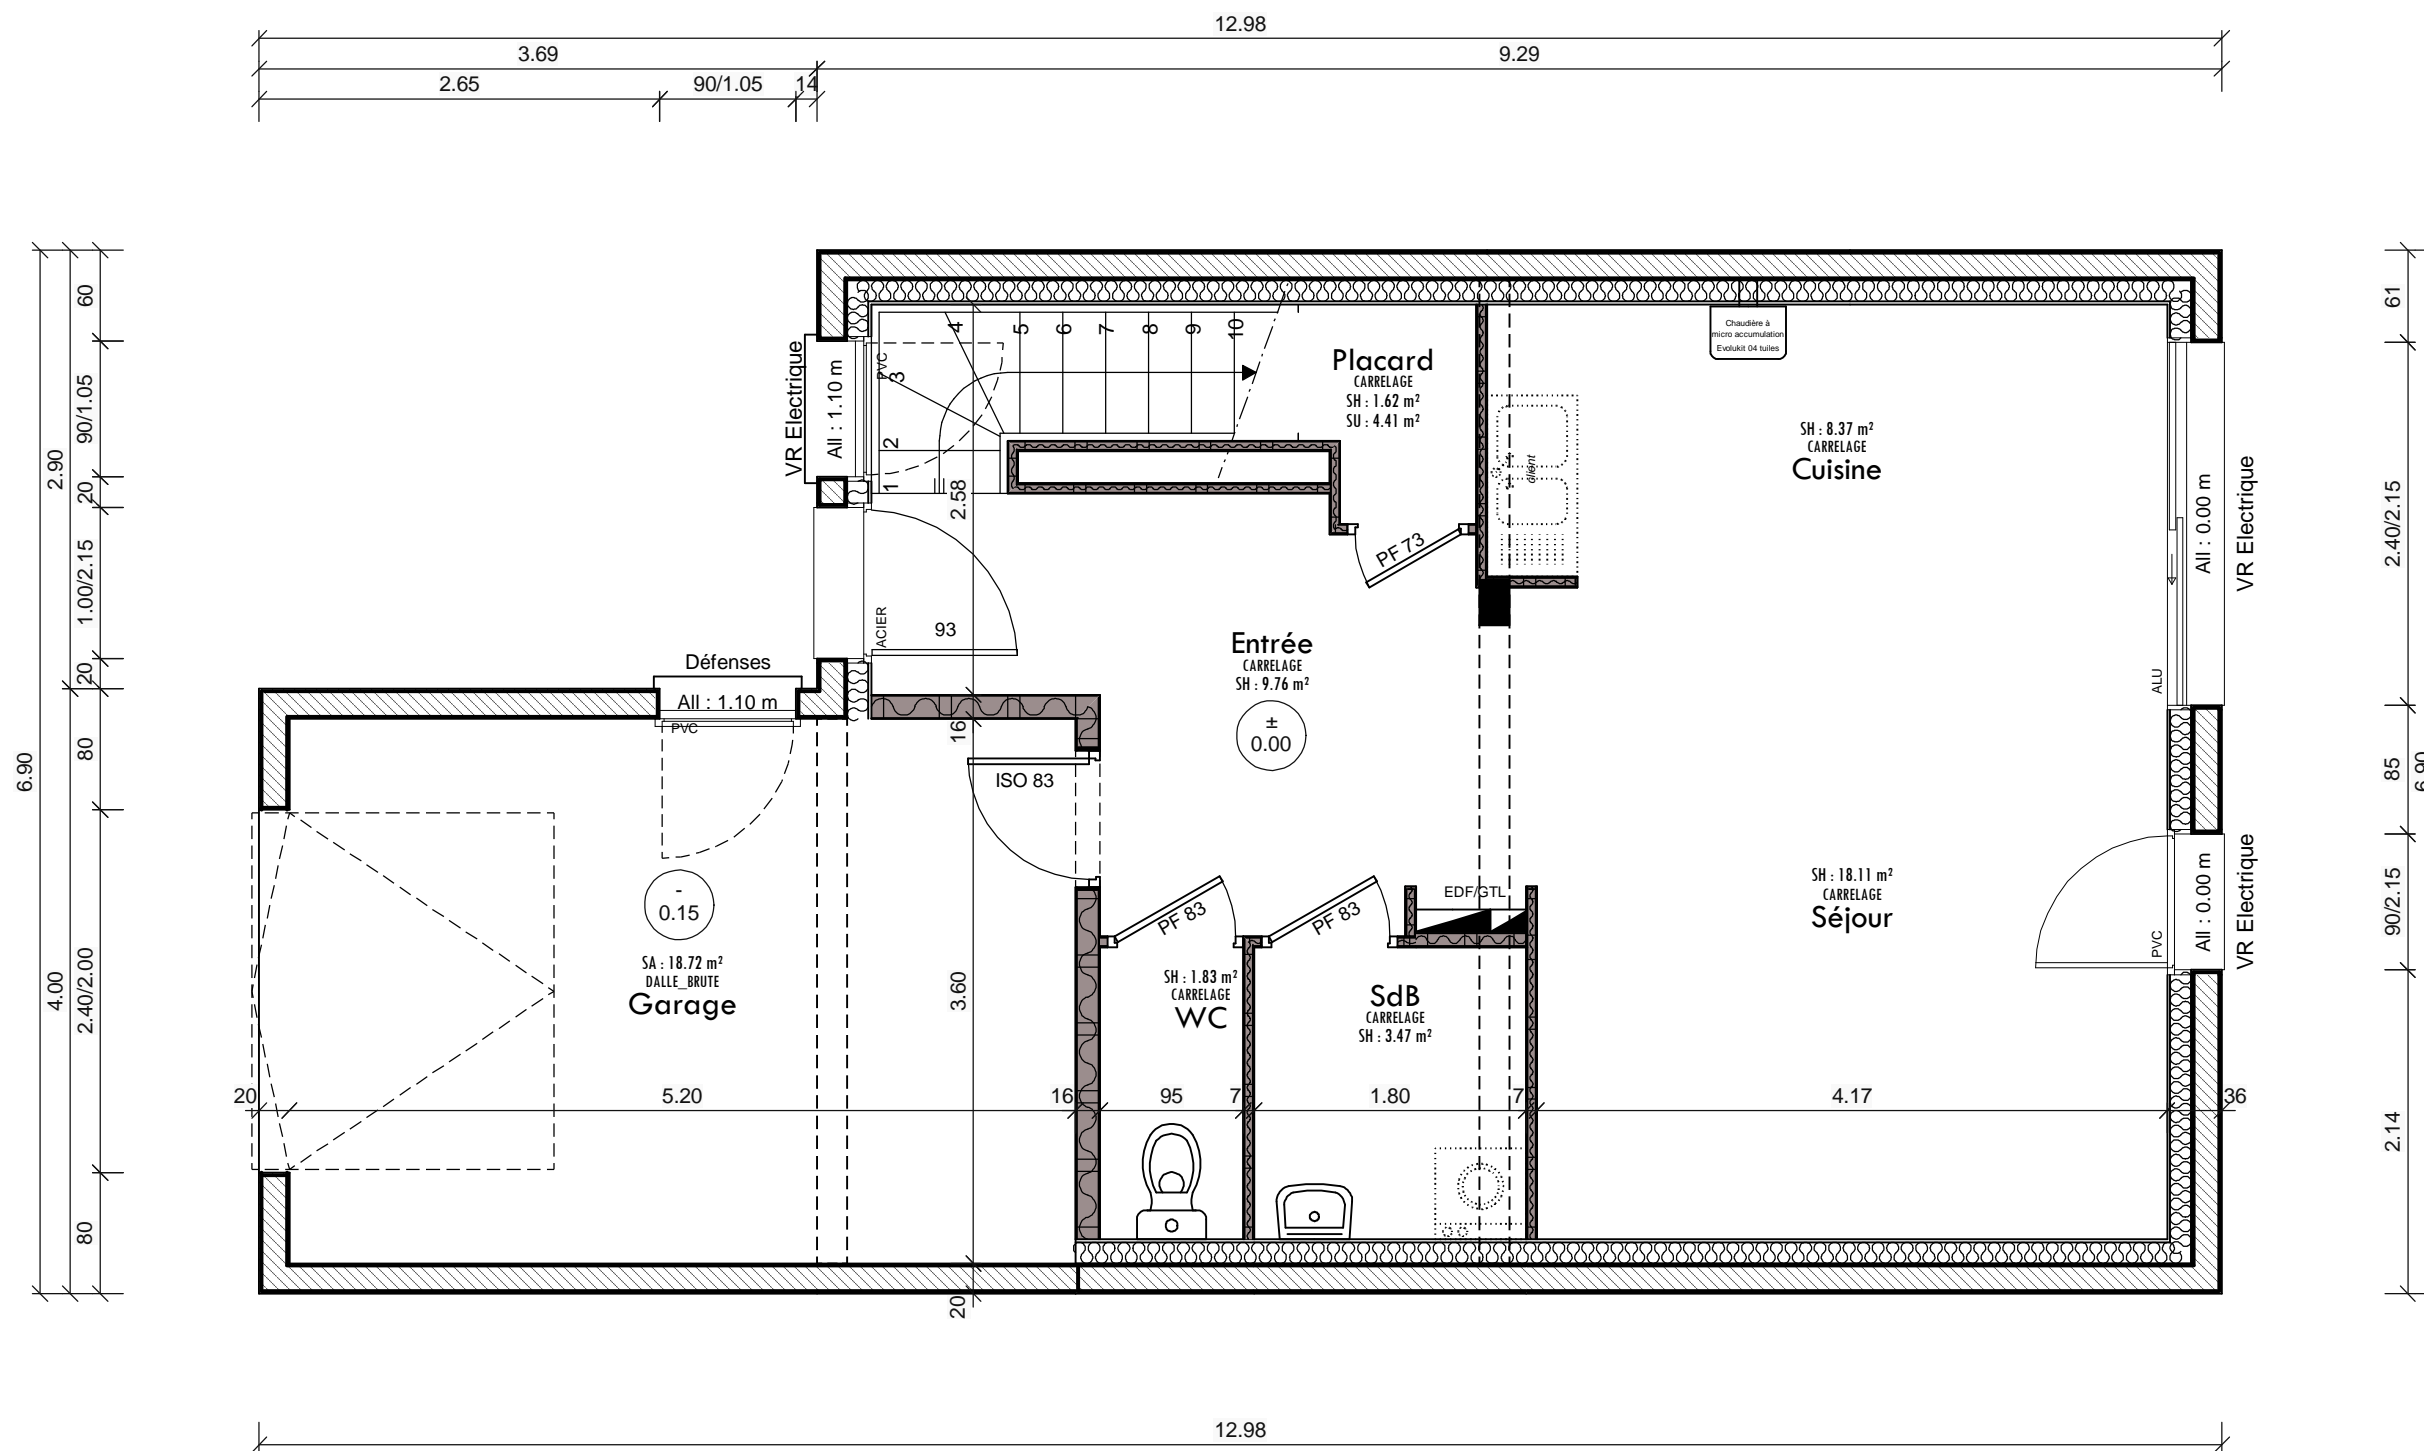 12.98
3.69
9.29
2.65
90/1.05
14
60
90/1.05
20
1.00/2.15
20
80
2.40/2.00
80
2.90
4.00
6.90
61
2.40/2.15
85
90/2.15
2.14
6.90
VR Electrique
All : 1.10 m
PVC
1
2
3
4
5
6
7
8
9
10
2.58
Placard
CARRELAGE
SH : 1.62 m²
SU : 4.41 m²
PF 73
Chaudière à
micro accumulation
Evolukit 04 tuiles
client
SH : 8.37 m²
CARRELAGE
Cuisine
All : 0.00 m
VR Electrique
ALU
ACIER
93
Entrée
CARRELAGE
SH : 9.76 m²
±
0.00
Défenses
All : 1.10 m
PVC
16
ISO 83
-
0.15
SA : 18.72 m²
DALLE_BRUTE
Garage
3.60
PF 83
PF 83
EDF/GTL
SH : 18.11 m²
CARRELAGE
Séjour
PVC
All : 0.00 m
VR Electrique
SH : 1.83 m²
CARRELAGE
WC
SdB
CARRELAGE
SH : 3.47 m²
20
5.20
16
95
7
1.80
7
4.17
36
20
12.98